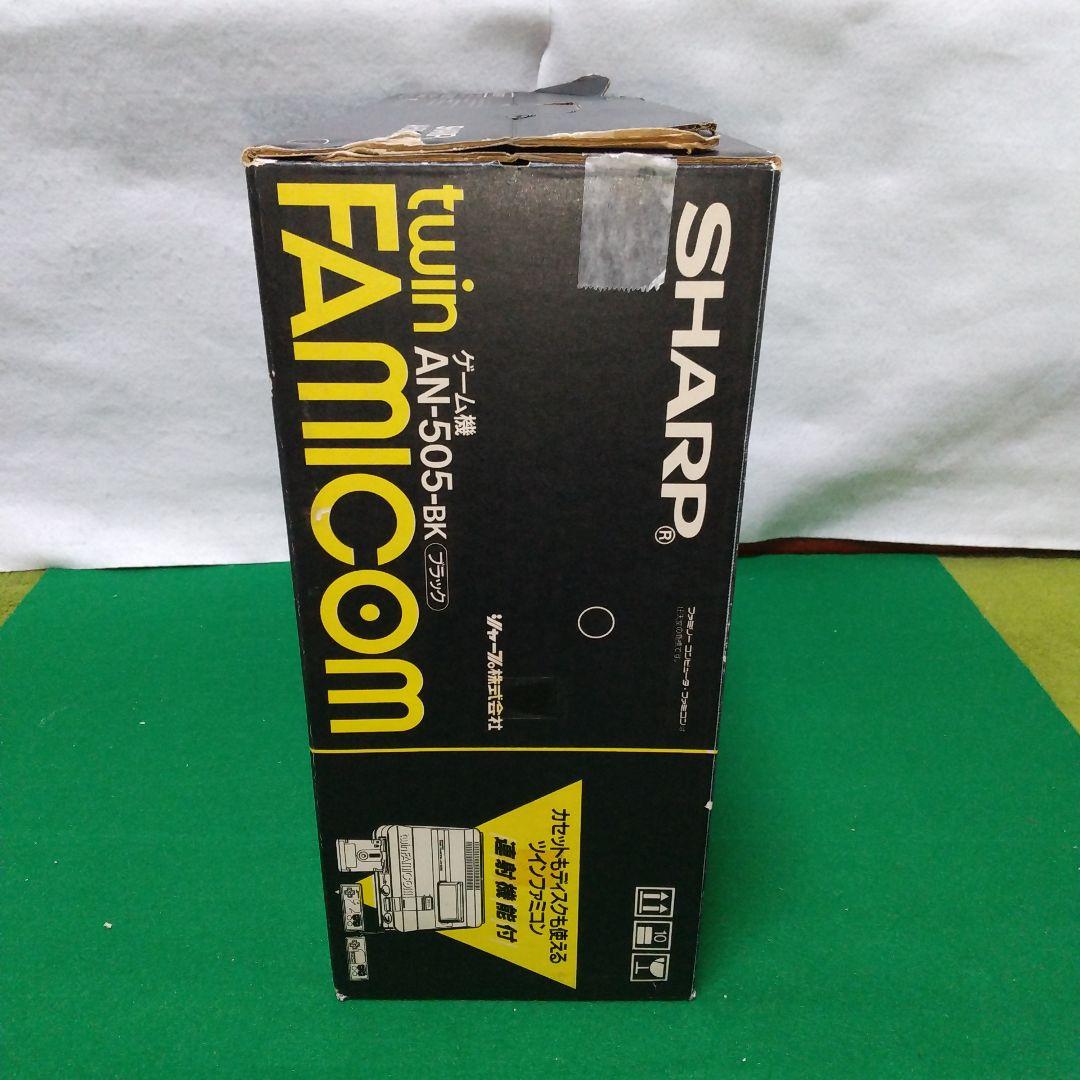 SHARP®
ファミリーコンピュータ・ファミコンは
任天堂の商標です。
twin
FAMICOM
ゲーム機
AN-505-BK
ブラック
シャープ株式会社
カセットもディスクも使える
ツインファミコン
連射機能付
twin FAMICOM
10